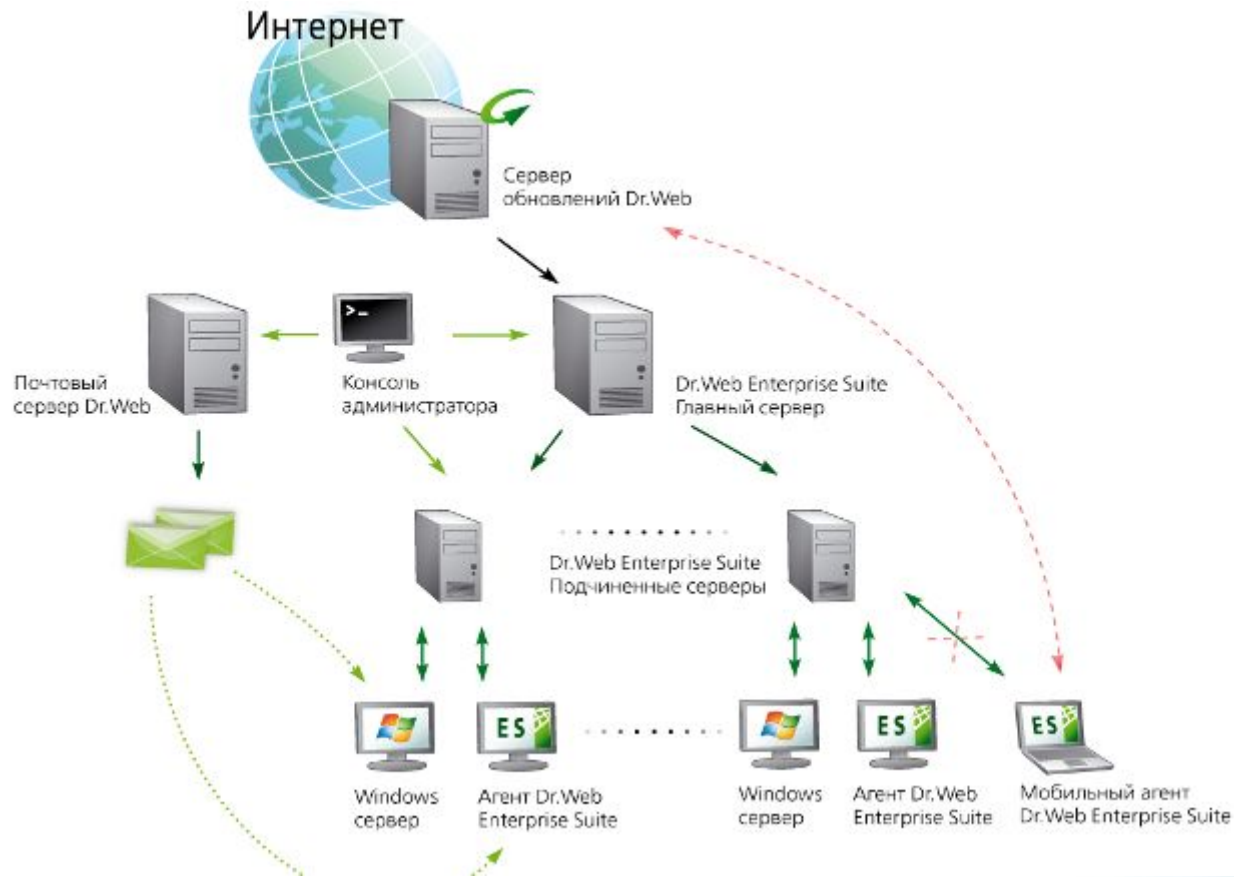 Интернет
Сервер
обновлений Dr.Web
>_
Почтовый
сервер Dr.Web
Консоль
администратора
Dr.Web Enterprise Suite
Главный сервер
Dr.Web Enterprise Suite
Подчиненные серверы
ES
ES
ES
Windows
сервер
Агент Dr.Web
Enterprise Suite
Windows
сервер
Агент Dr.Web
Enterprise Suite
Мобильный агент
Dr.Web Enterprise Suite